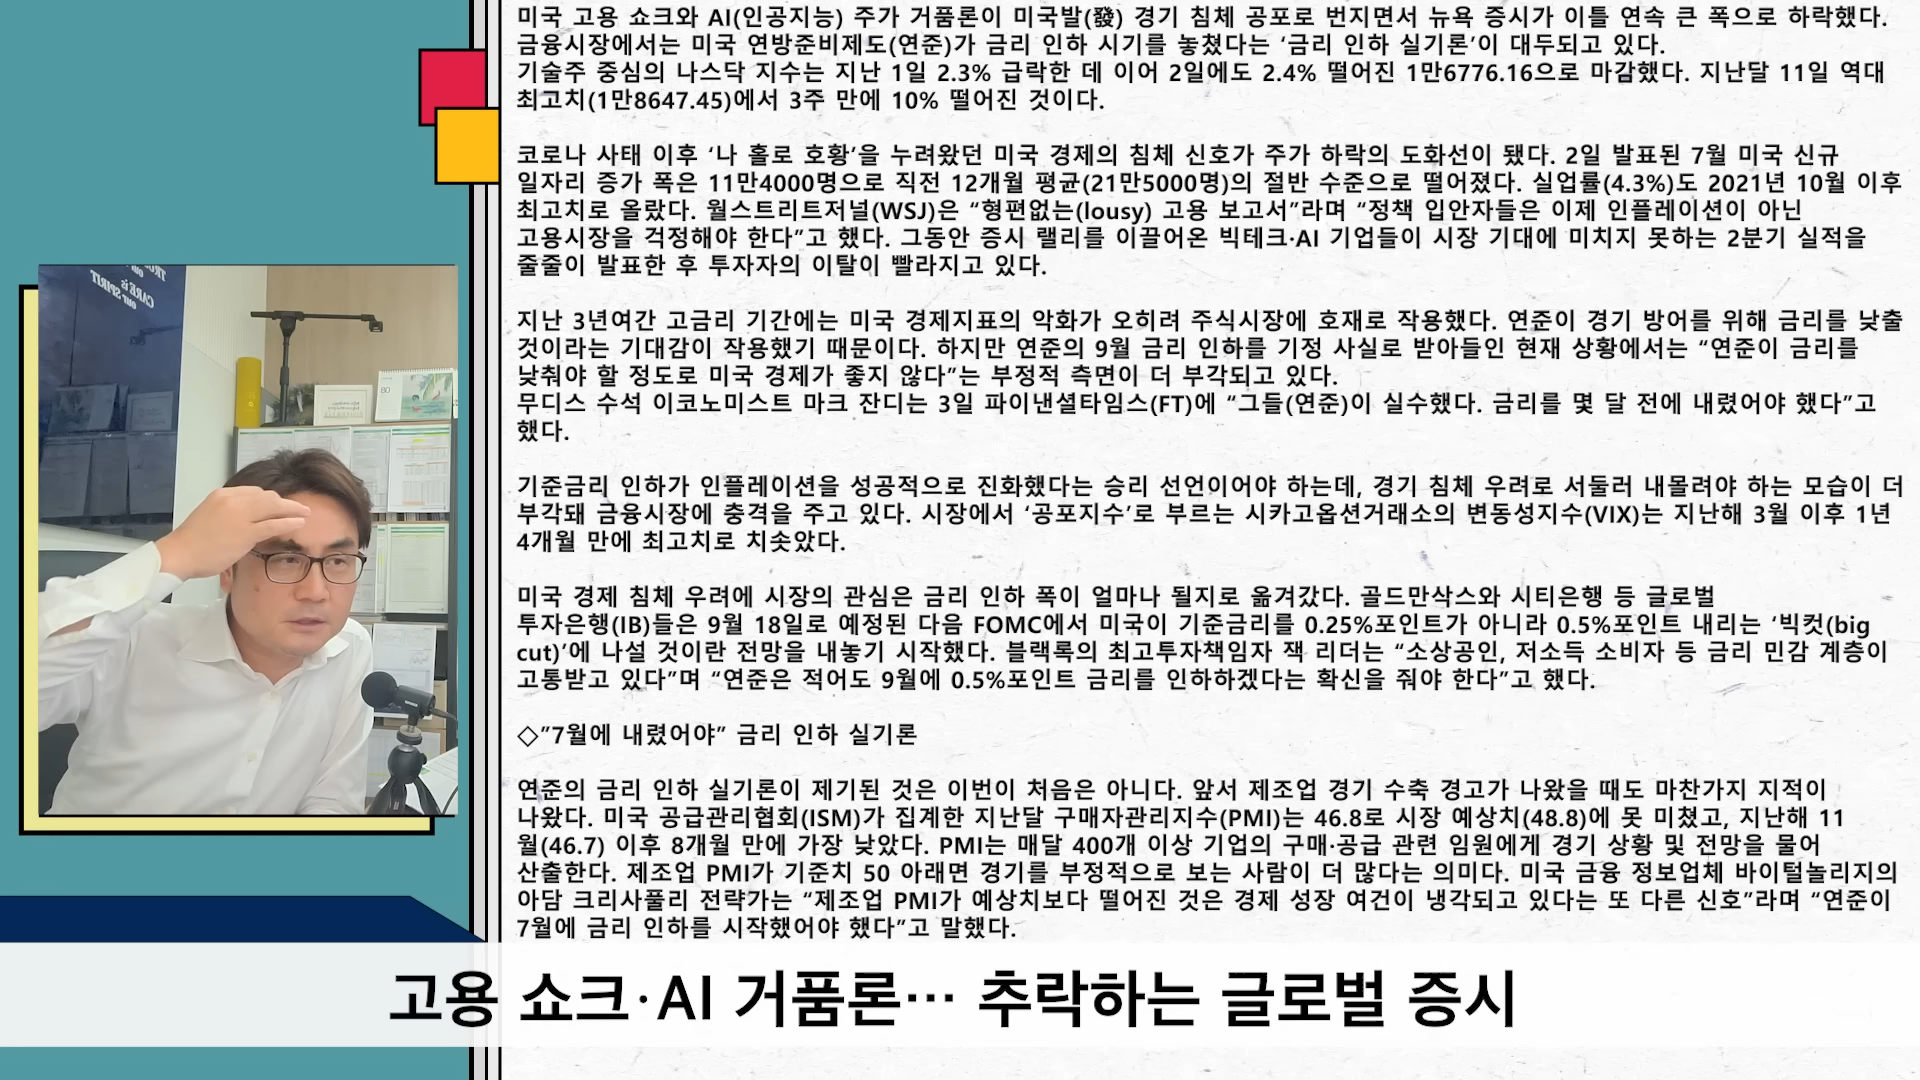 미국 고용 쇼크와 AI(인공지능) 주가 거품론이 미국발(發) 경기 침체 공포로 번지면서 뉴욕 증시가 이틀 연속 큰 폭으로 하락했다.
금융시장에서는 미국 연방준비제도(연준)가 금리 인하 시기를 놓쳤다는 ‘금리 인하 실기론’이 대두되고 있다.
기술주 중심의 나스닥 지수는 지난 1일 2.3% 급락한 데 이어 2일에도 2.4% 떨어진 1만6776.16으로 마감했다. 지난달 11일 역대
최고치(1만8647.45)에서 3주 만에 10% 떨어진 것이다.
코로나 사태 이후 ‘나 홀로 호황’을 누려왔던 미국 경제의 침체 신호가 주가 하락의 도화선이 됐다. 2일 발표된 7월 미국 신규
일자리 증가 폭은 11만4000명으로 직전 12개월 평균(21만5000명)의 절반 수준으로 떨어졌다. 실업률(4.3%)도 2021년 10월 이후
최고치로 올랐다. 월스트리트저널(WSJ)은 “형편없는(lousy) 고용 보고서”라며 “정책 입안자들은 이제 인플레이션이 아닌
고용시장을 걱정해야 한다”고 했다. 그동안 증시 랠리를 이끌어온 빅테크·AI 기업들이 시장 기대에 미치지 못하는 2분기 실적을
줄줄이 발표한 후 투자자의 이탈이 빨라지고 있다.
지난 3년여간 고금리 기간에는 미국 경제지표의 악화가 오히려 주식시장에 호재로 작용했다. 연준이 경기 방어를 위해 금리를 낮출
것이라는 기대감이 작용했기 때문이다. 하지만 연준의 9월 금리 인하를 기정 사실로 받아들인 현재 상황에서는 “연준이 금리를
낮춰야 할 정도로 미국 경제가 좋지 않다”는 부정적 측면이 더 부각되고 있다.
무디스 수석 이코노미스트 마크 잔디는 3일 파이낸셜타임스(FT)에 “그들(연준)이 실수했다. 금리를 몇 달 전에 내렸어야 했다”고
했다.
기준금리 인하가 인플레이션을 성공적으로 진화했다는 승리 선언이어야 하는데, 경기 침체 우려로 서둘러 내몰려야 하는 모습이 더
부각돼 금융시장에 충격을 주고 있다. 시장에서 ‘공포지수’로 부르는 시카고옵션거래소의 변동성지수(VIX)는 지난해 3월 이후 1년
4개월 만에 최고치로 치솟았다.
미국 경제 침체 우려에 시장의 관심은 금리 인하 폭이 얼마나 될지로 옮겨갔다. 골드만삭스와 시티은행 등 글로벌
투자은행(IB)들은 9월 18일로 예정된 다음 FOMC에서 미국이 기준금리를 0.25%포인트가 아니라 0.5%포인트 내리는 ‘빅컷(big
cut)’에 나설 것이란 전망을 내놓기 시작했다. 블랙록의 최고투자책임자 잭 리더는 “소상공인, 저소득 소비자 등 금리 민감 계층이
고통받고 있다”며 “연준은 적어도 9월에 0.5%포인트 금리를 인하하겠다는 확신을 줘야 한다”고 했다.
◇”7월에 내렸어야” 금리 인하 실기론
연준의 금리 인하 실기론이 제기된 것은 이번이 처음은 아니다. 앞서 제조업 경기 수축 경고가 나왔을 때도 마찬가지 지적이
나왔다. 미국 공급관리협회(ISM)가 집계한 지난달 구매자관리지수(PMI)는 46.8로 시장 예상치(48.8)에 못 미쳤고, 지난해 11
월(46.7) 이후 8개월 만에 가장 낮았다. PMI는 매달 400개 이상 기업의 구매·공급 관련 임원에게 경기 상황 및 전망을 물어
산출한다. 제조업 PMI가 기준치 50 아래면 경기를 부정적으로 보는 사람이 더 많다는 의미다. 미국 금융 정보업체 바이털놀리지의
아담 크리사풀리 전략가는 “제조업 PMI가 예상치보다 떨어진 것은 경제 성장 여건이 냉각되고 있다는 또 다른 신호”라며 “연준이
7월에 금리 인하를 시작했어야 했다”고 말했다.
고용 쇼크·AI 거품론… 추락하는 글로벌 증시